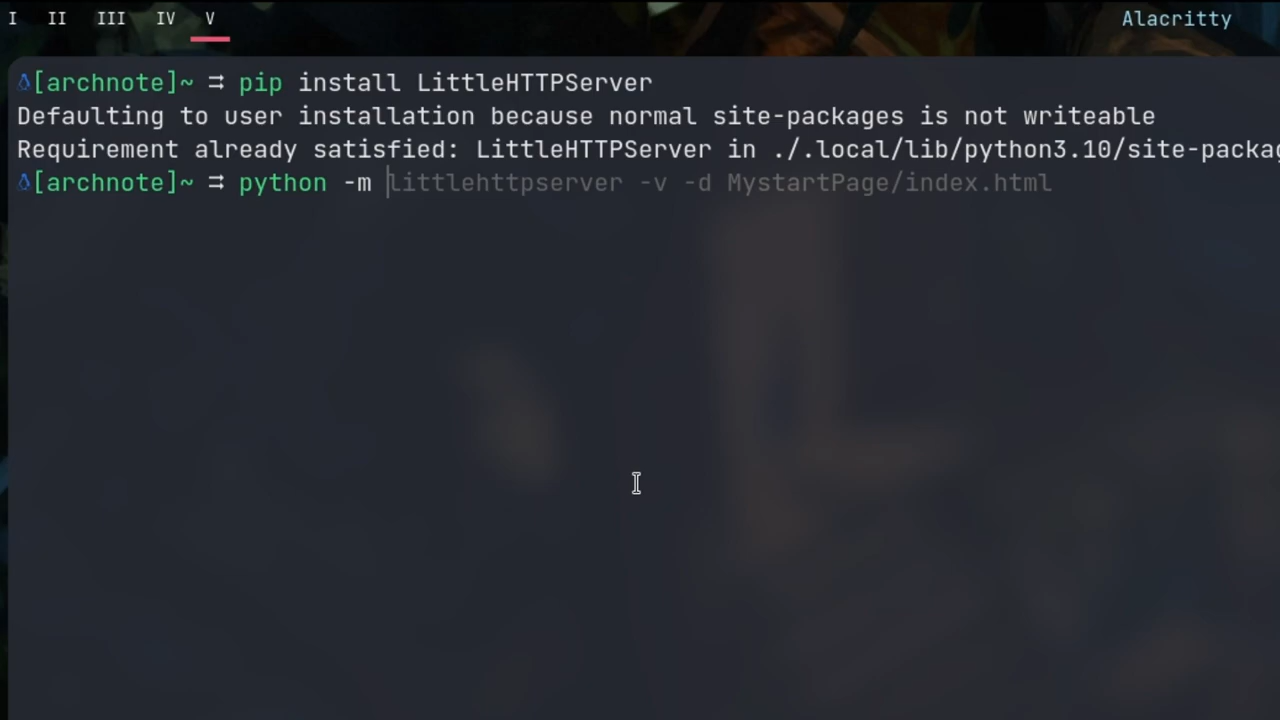 I II III IV V Alacritty
[archnote]~ ⇉ pip install LittleHTTPServer
Defaulting to user installation because normal site-packages is not writeable
Requirement already satisfied: LittleHTTPServer in ./.local/lib/python3.10/site-packag
[archnote]~ ⇉ python -m littlehttpserver -v -d MystartPage/index.html